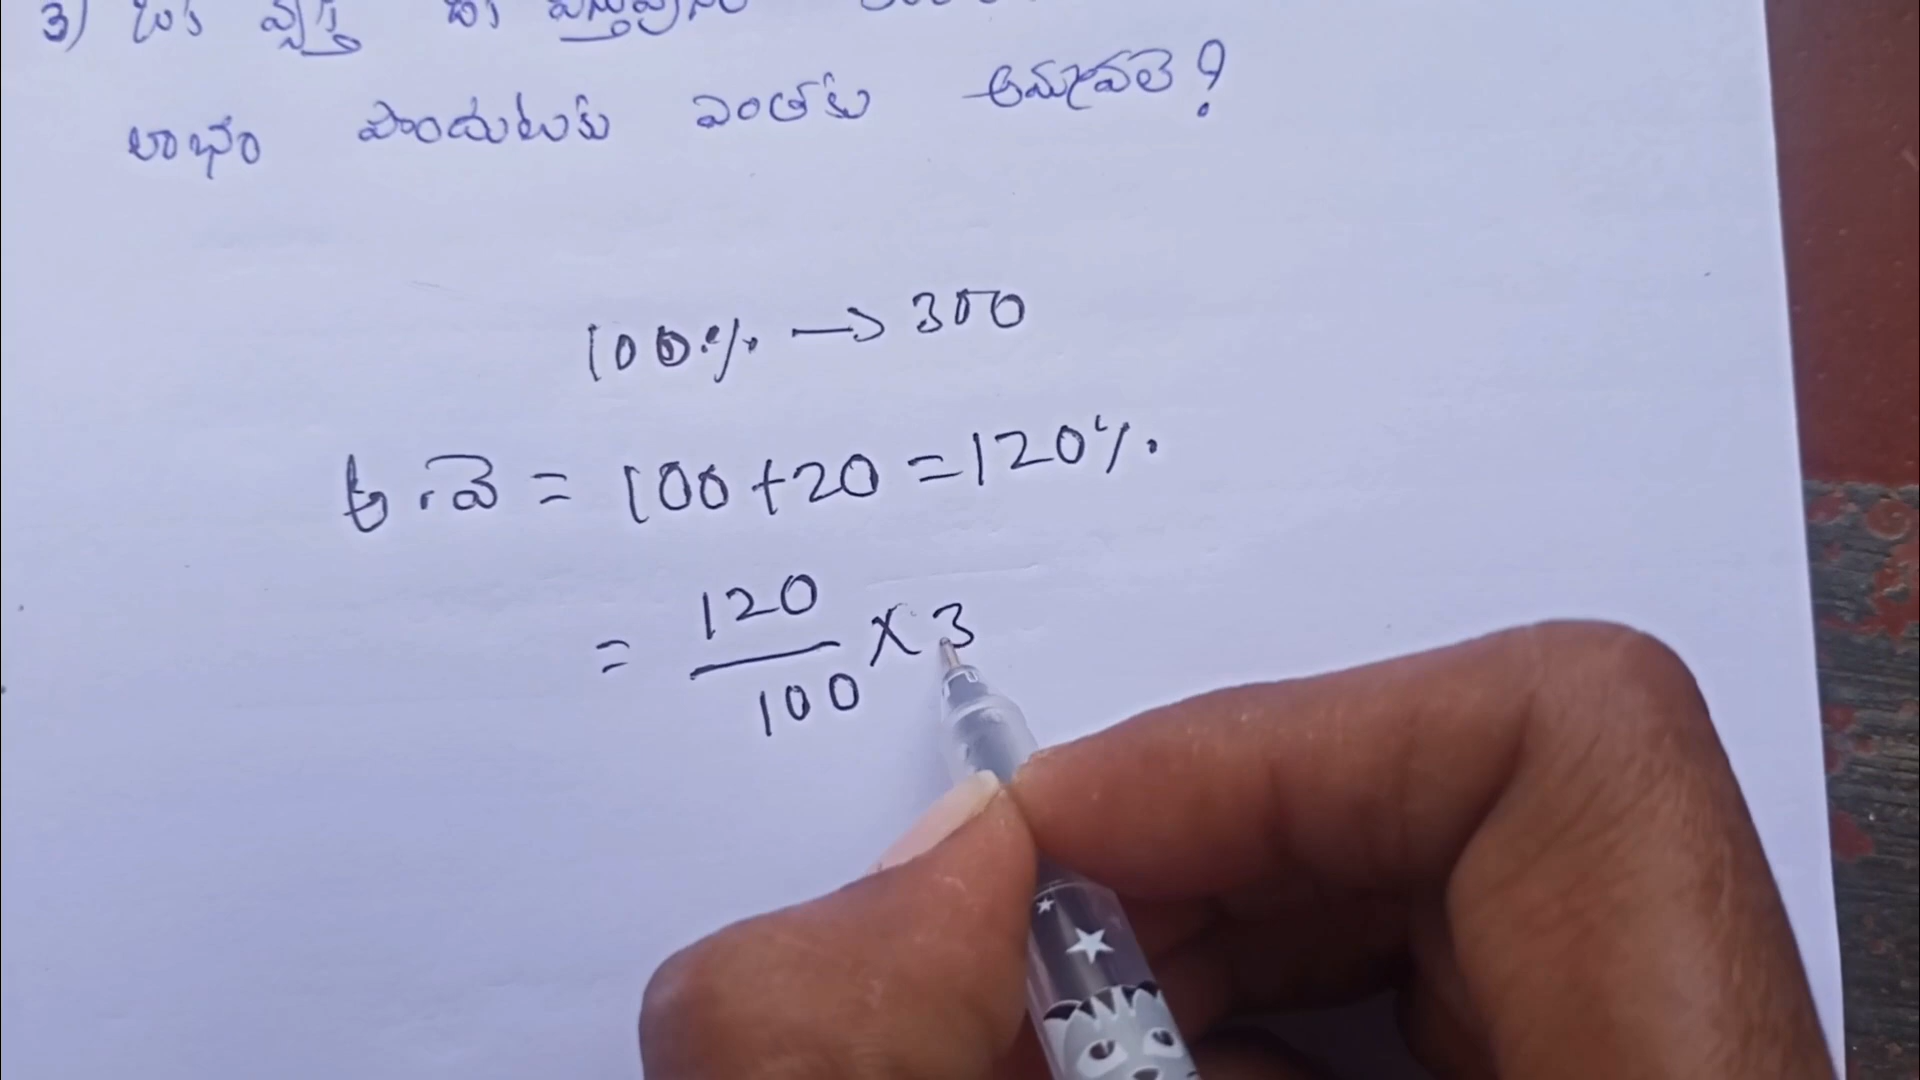 3) ఒక వ్యక్తి ఒక వస్తువును
లాభం పొందుటకు ఎంతకు అమ్మవలె?
100% → 300
అ.వె = 100+20 = 120%
= 120/100 × 3